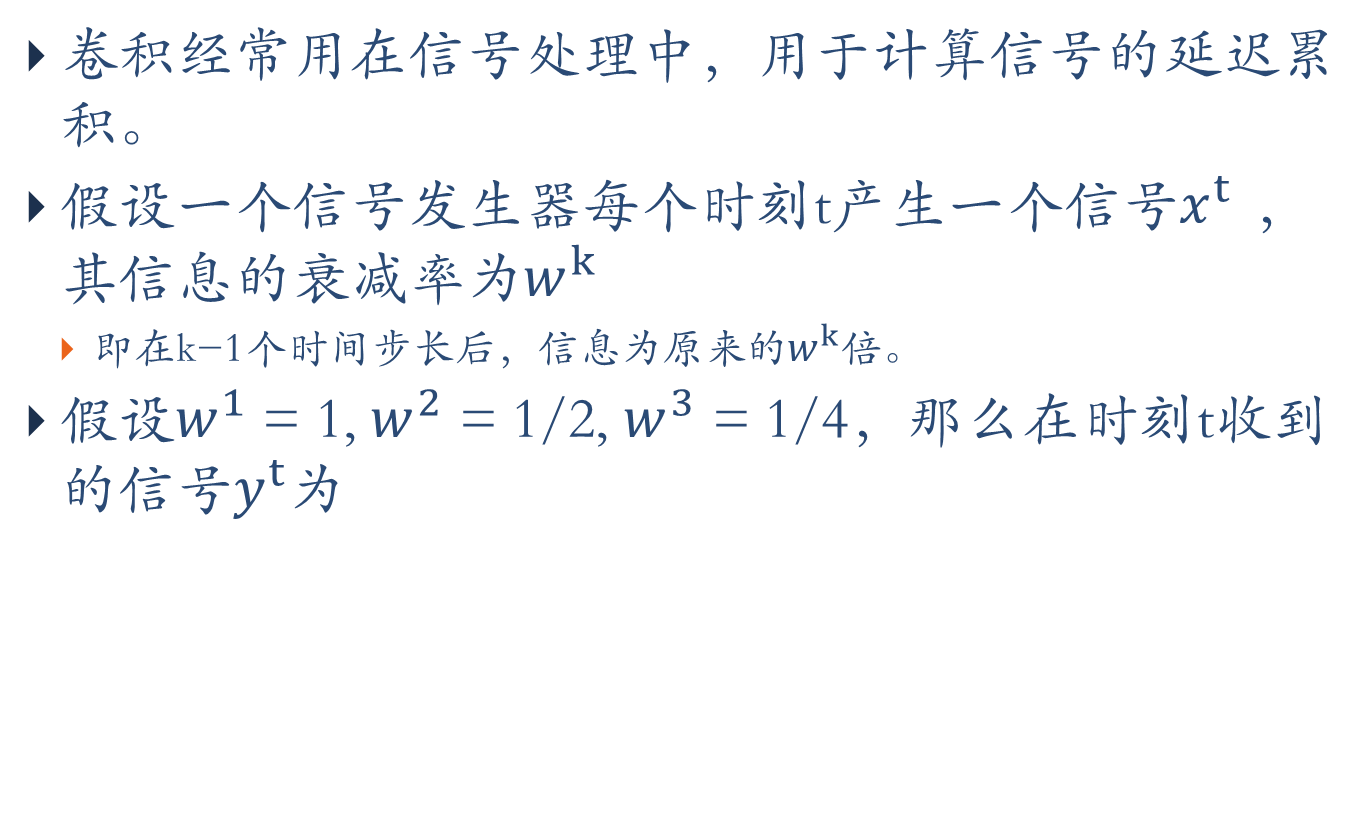 卷积经常用在信号处理中，用于计算信号的延迟累
积。
假设一个信号发生器每个时刻t产生一个信号xᵗ ，
其信息的衰减率为wᵏ
即在k−1个时间步长后，信息为原来的wᵏ倍。
假设w¹ = 1, w² = 1/2, w³ = 1/4，那么在时刻t收到
的信号yᵗ为